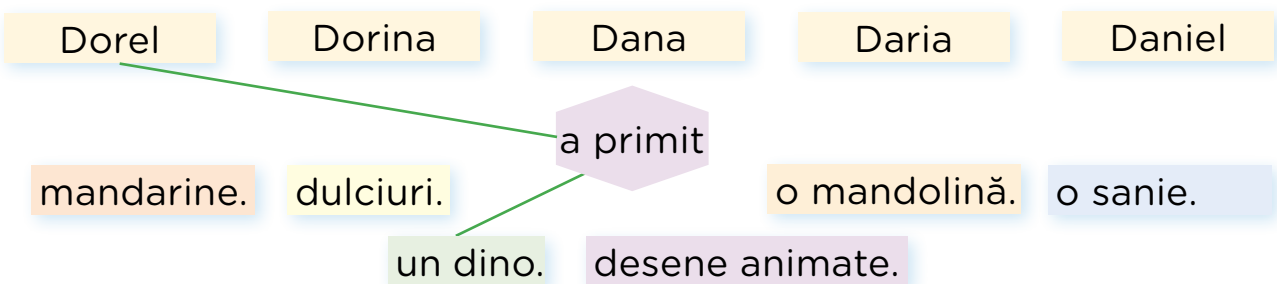 Dorel Dorina Dana Daria Daniel
a primit
mandarine. dulciuri. o mandolină. o sanie.
un dino. desene animate.